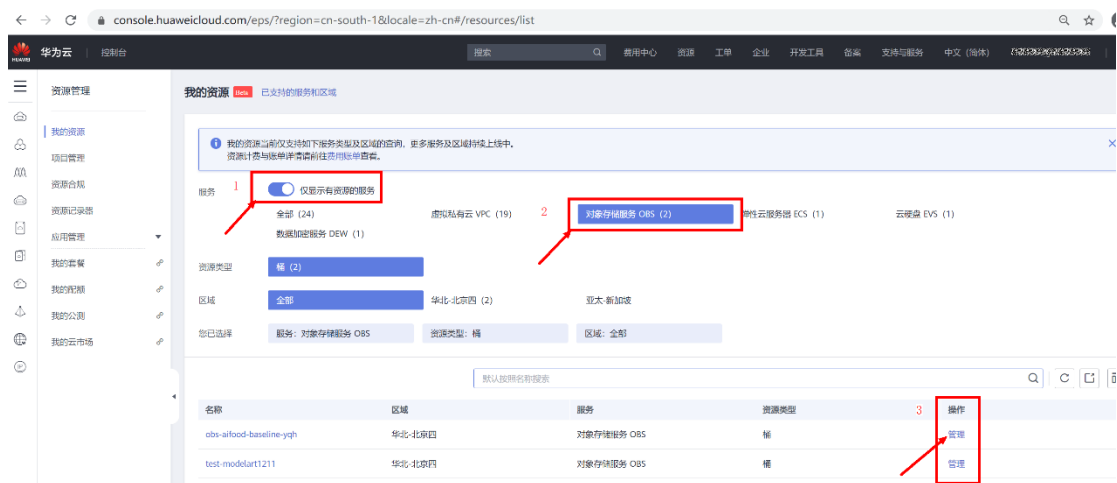 console.huaweicloud.com/eps/?region=cn-south-1&locale=zh-cn#/resources/list
HUAWEI 华为云 控制台 搜索 费用中心 资源 工单 企业 开发工具 备案 支持与服务 中文 (简体)
资源管理
我的资源 Beta 已支持的服务和区域
我的资源
项目管理
资源合规
资源记录器
应用管理
我的套餐
我的配额
我的公测
我的云市场
我的资源当前仅支持如下服务类型及区域的查询, 更多服务及区域持续上线中。
资源计费与账单详情请前往费用账单查看。
服务 1 仅显示有资源的服务
全部 (24) 虚拟私有云 VPC (19) 2 对象存储服务 OBS (2) 弹性云服务器 ECS (1) 云硬盘 EVS (1)
数据加密服务 DEW (1)
资源类型 桶 (2)
区域 全部 华北-北京四 (2) 亚太-新加坡
您已选择 服务: 对象存储服务 OBS 资源类型: 桶 区域: 全部
默认按照名称搜索
名称 区域 服务 资源类型 3 操作
obs-aifood-baseline-yqh 华北-北京四 对象存储服务 OBS 桶 管理
test-modelart1211 华北-北京四 对象存储服务 OBS 桶 管理